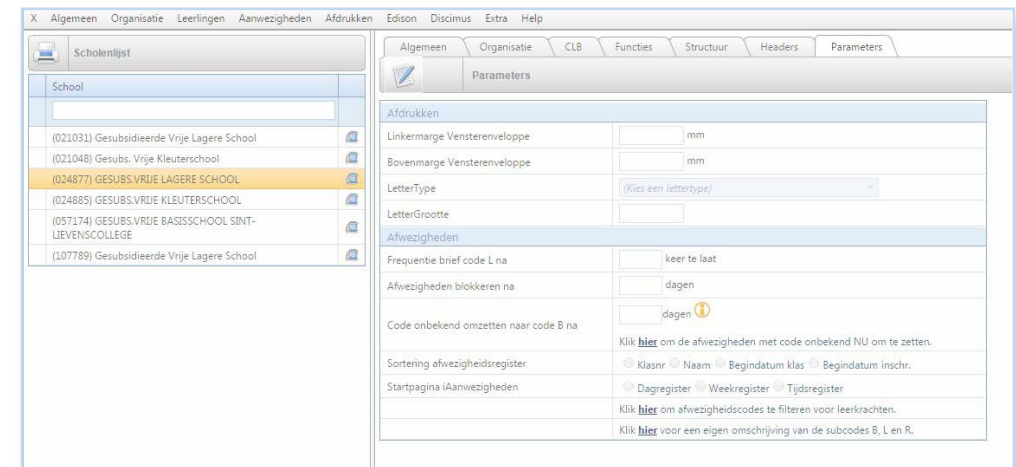 X Algemeen Organisatie Leerlingen Aanwezigheden Afdrukken Edison Discimus Extra Help
Scholenlijst
School
(021031) Gesubsidieerde Vrije Lagere School
(021048) Gesubs. Vrije Kleuterschool
(024877) GESUBS.VRIJE LAGERE SCHOOL
(024885) GESUBS.VRIJE KLEUTERSCHOOL
(057174) GESUBS.VRIJE BASISSCHOOL SINT-
LIEVENSCOLLEGE
(107789) Gesubsidieerde Vrije Lagere School
Algemeen Organisatie CLB Functies Structuur Headers Parameters
Parameters
Afdrukken
Linkermarge Vensterenveloppe mm
Bovenmarge Vensterenveloppe mm
LetterType (Kies een lettertype)
LetterGrootte
Afwezigheden
Frequentie brief code L na keer te laat
Afwezigheden blokkeren na dagen
Code onbekend omzetten naar code B na dagen
Klik hier om de afwezigheden met code onbekend NU om te zetten.
Sortering afwezigheidsregister Klasnr Naam Begindatum klas Begindatum inschr.
Startpagina iAanwezigheden Dagregister Weekregister Tijdsregister
Klik hier om afwezigheidscodes te filteren voor leerkrachten.
Klik hier voor een eigen omschrijving van de subcodes B, L en R.